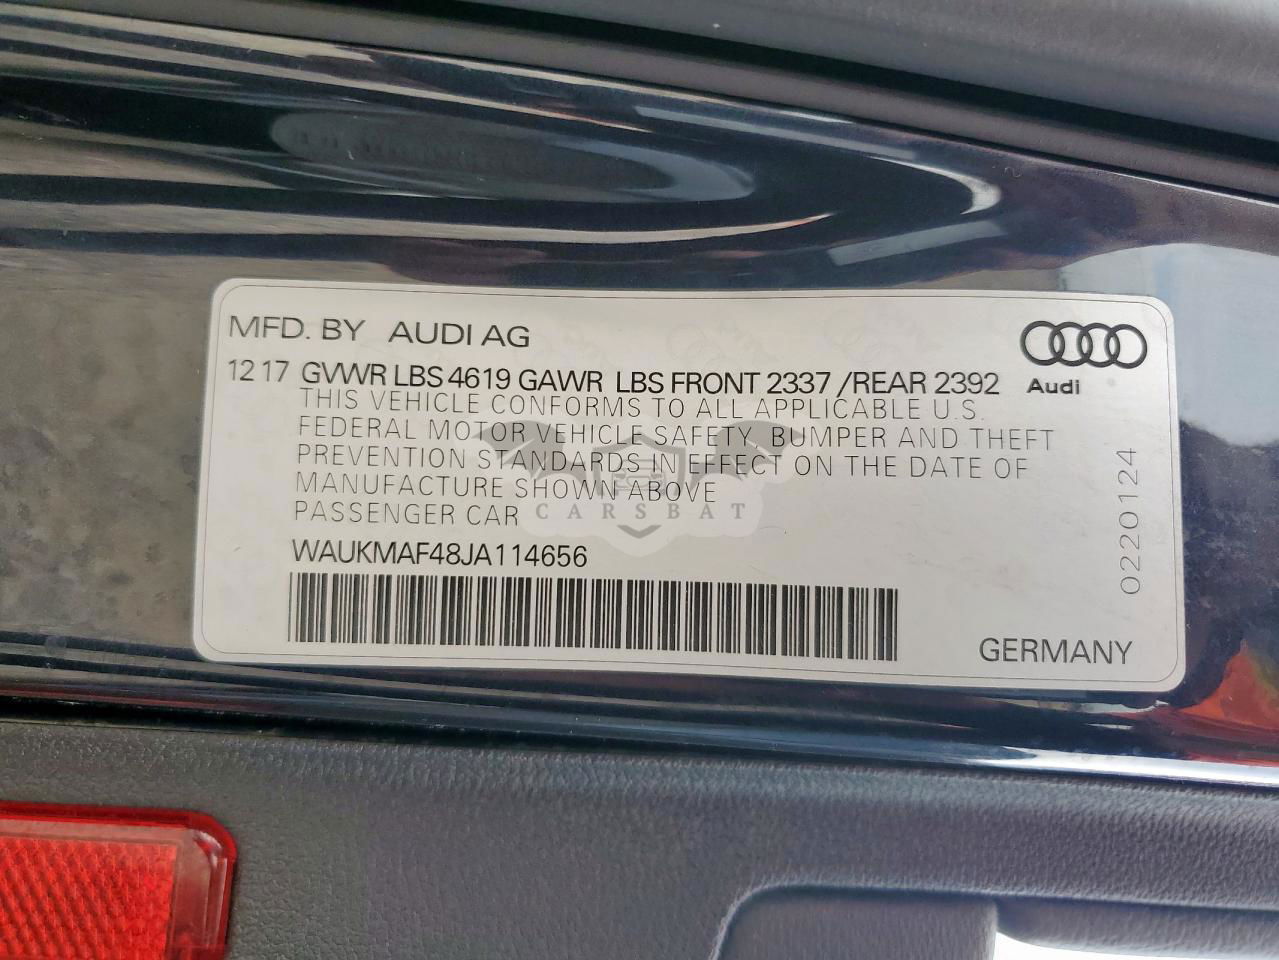 MFD. BY AUDI AG
12 17 GVWR LBS 4619 GAWR LBS FRONT 2337 /REAR 2392
Audi
THIS VEHICLE CONFORMS TO ALL APPLICABLE U.S.
FEDERAL MOTOR VEHICLE SAFETY, BUMPER AND THEFT
PREVENTION STANDARDS IN EFFECT ON THE DATE OF
MANUFACTURE SHOWN ABOVE
PASSENGER CAR
CARSBAT
WAUKMAF48JA114656
GERMANY
0220124